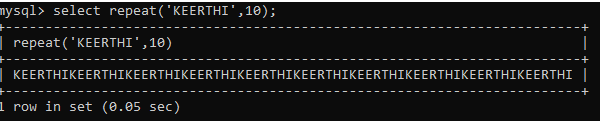 mysql> select repeat('KEERTHI',10);
+------------------------------------------------------------------------+
| repeat('KEERTHI',10)                                                   |
+------------------------------------------------------------------------+
| KEERTHIKEERTHIKEERTHIKEERTHIKEERTHIKEERTHIKEERTHIKEERTHIKEERTHIKEERTHI |
+------------------------------------------------------------------------+
1 row in set (0.05 sec)